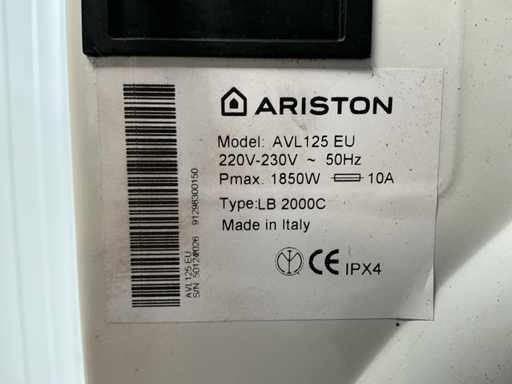 ARISTON
Model: AVL125 EU
220V-230V ~ 50Hz
Pmax. 1850W 10A
Type:LB 2000C
Made in Italy
CE IPX4
AVL125 EU 91298300150
S/N